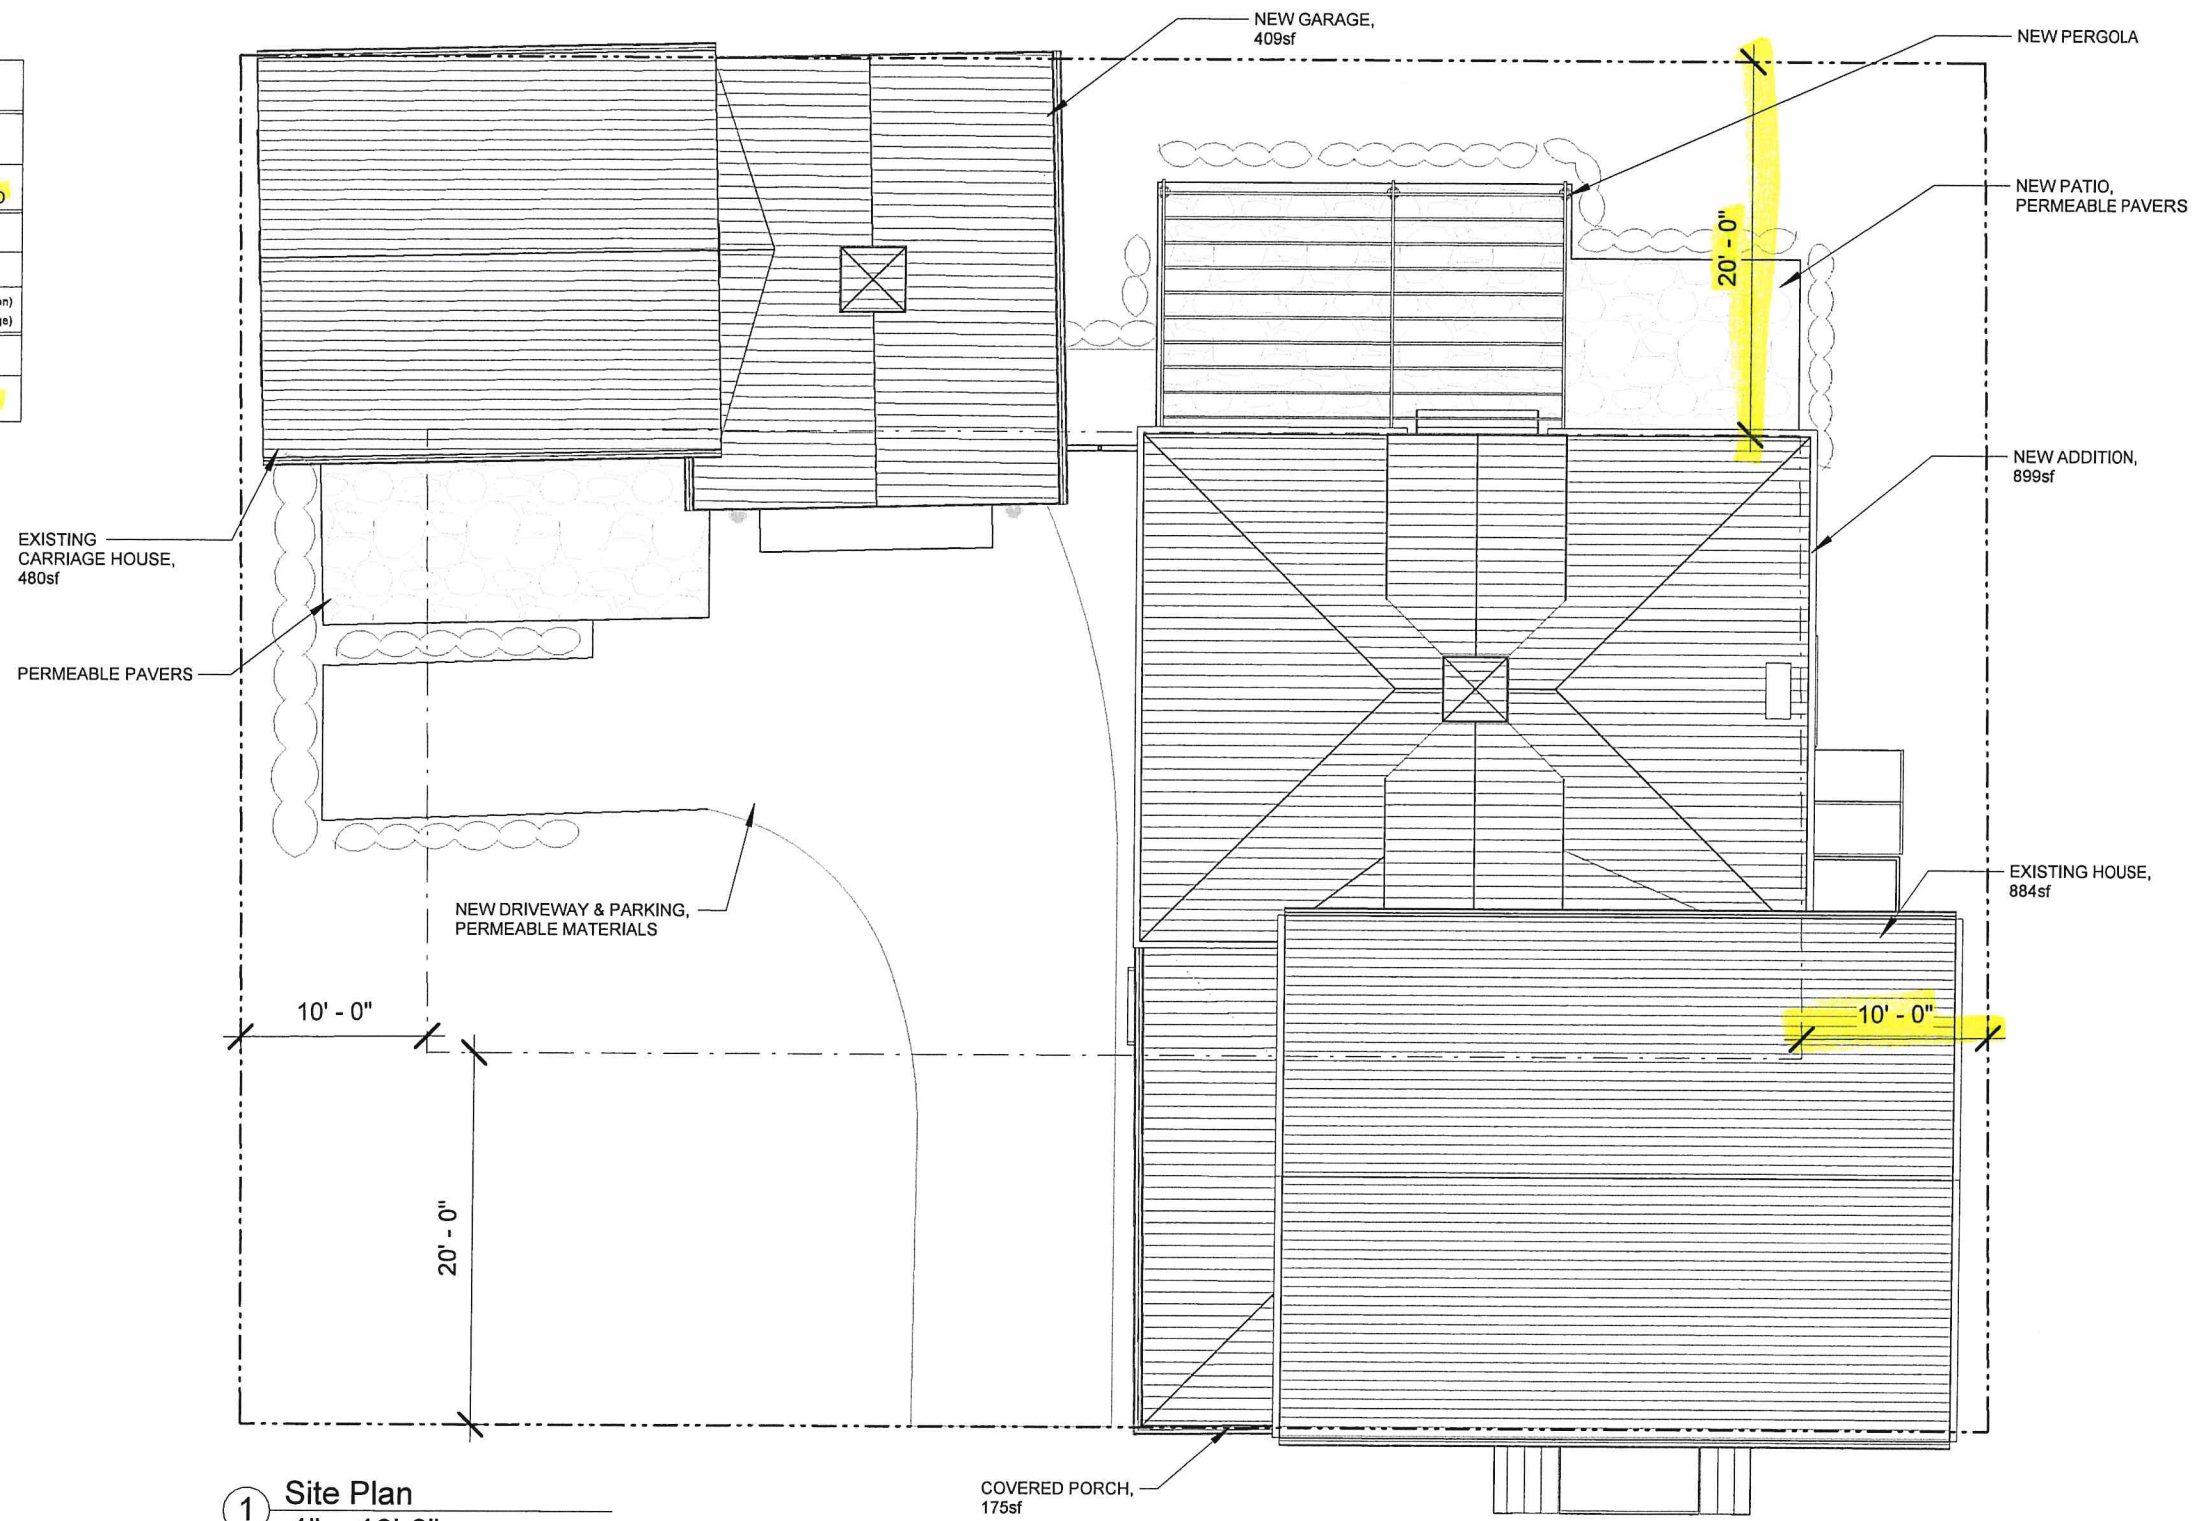 NEW GARAGE,
409sf
NEW PERGOLA
NEW PATIO,
PERMEABLE PAVERS
20' - 0"
NEW ADDITION,
899sf
EXISTING
CARRIAGE HOUSE,
480sf
PERMEABLE PAVERS
NEW DRIVEWAY & PARKING,
PERMEABLE MATERIALS
EXISTING HOUSE,
884sf
10' - 0"
10' - 0"
20' - 0"
COVERED PORCH,
175sf
1 Site Plan